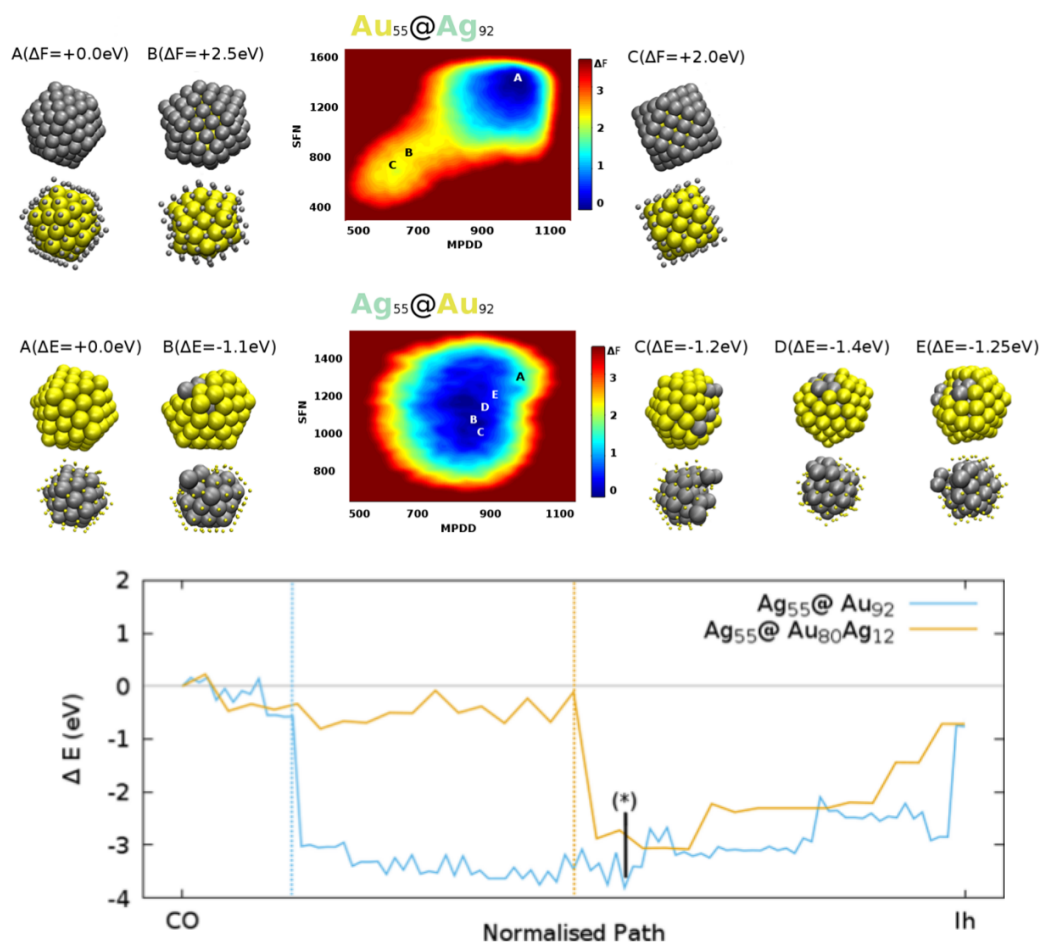 Au55@Ag92
A(ΔF=+0.0eV) B(ΔF=+2.5eV) C(ΔF=+2.0eV)
ΔF
1600
1200
800
400
SFN
A
B
C
3
2
1
0
500 700 900 1100
MPDD
Ag55@Au92
A(ΔE=+0.0eV) B(ΔE=-1.1eV) C(ΔE=-1.2eV) D(ΔE=-1.4eV) E(ΔE=-1.25eV)
ΔF
1400
1200
1000
800
SFN
A
E
D
B
C
3
2
1
0
500 700 900 1100
MPDD
2
1
0
-1
-2
-3
-4
Δ E (eV)
Ag55@ Au92
Ag55@ Au80Ag12
(*)
CO Ih
Normalised Path